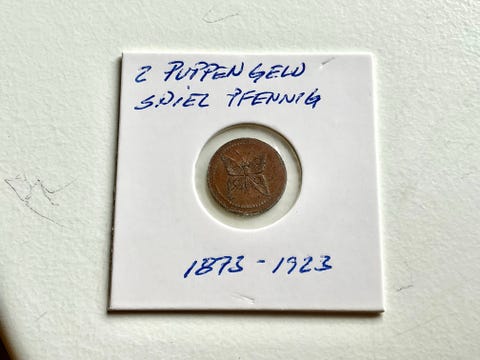 2 PUPPENGELD
SPIEL PFENNIG
1873-1923